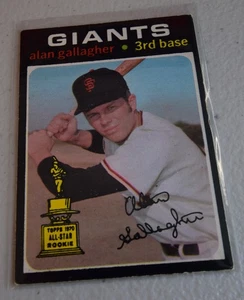 GIANTS
alan gallagher • 3rd base
TOPPS 1970
ALL-STAR
ROOKIE
Alan
Gallagher